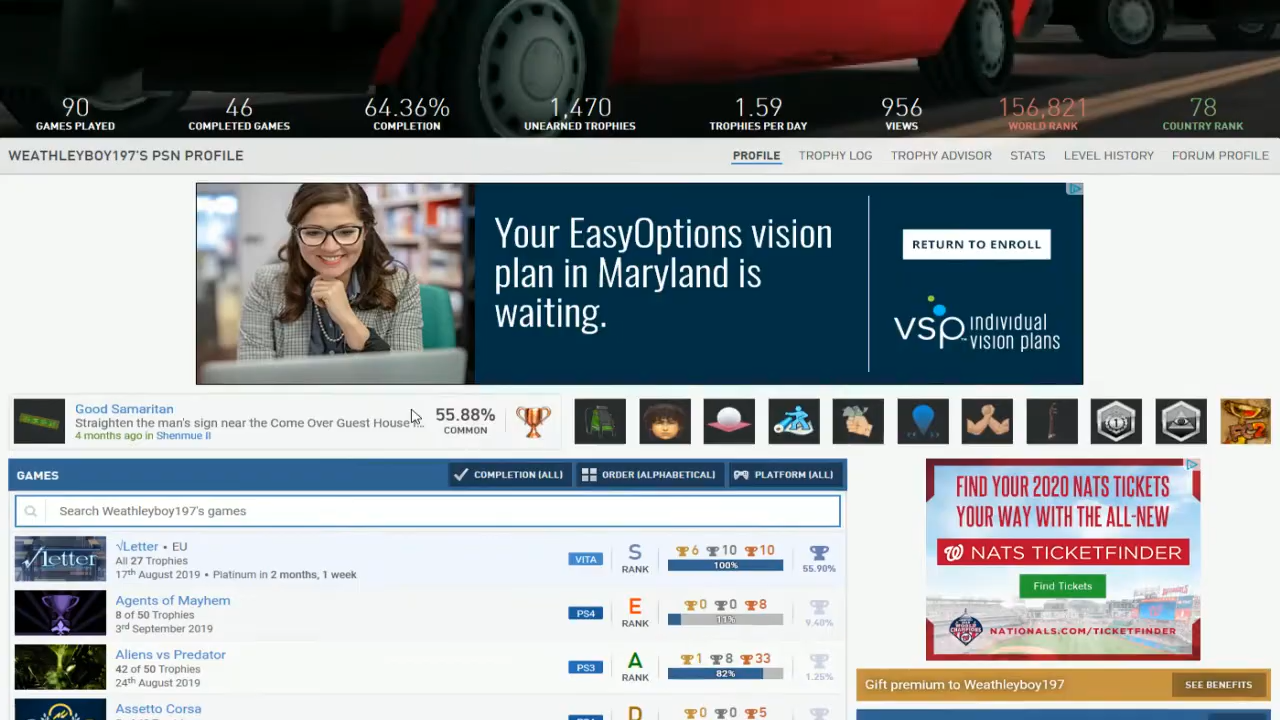 90
GAMES PLAYED
46
COMPLETED GAMES
64.36%
COMPLETION
1,470
UNEARNED TROPHIES
1.59
TROPHIES PER DAY
956
VIEWS
156,821
WORLD RANK
78
COUNTRY RANK
WEATHLEYBOY197'S PSN PROFILE
PROFILE TROPHY LOG TROPHY ADVISOR STATS LEVEL HISTORY FORUM PROFILE
Your EasyOptions vision
plan in Maryland is
waiting.
RETURN TO ENROLL
vsp individual
vision plans
Good Samaritan
Straighten the man's sign near the Come Over Guest House...
4 months ago in Shenmue II
55.88%
COMMON
GAMES
COMPLETION (ALL) ORDER (ALPHABETICAL) PLATFORM (ALL)
Search Weathleyboy197's games
√Letter
√Letter • EU
All 27 Trophies
17th August 2019 • Platinum in 2 months, 1 week
VITA
S
RANK
6 10 10
100%
55.90%
Agents of Mayhem
8 of 50 Trophies
3rd September 2019
PS4
E
RANK
0 0 8
11%
9.40%
Aliens vs Predator
42 of 50 Trophies
24th August 2019
PS3
A
RANK
1 8 33
82%
1.25%
Assetto Corsa
D
0 0 5
FIND YOUR 2020 NATS TICKETS
YOUR WAY WITH THE ALL-NEW
W NATS TICKETFINDER
Find Tickets
NATIONALS.COM/TICKETFINDER
Gift premium to Weathleyboy197
SEE BENEFITS